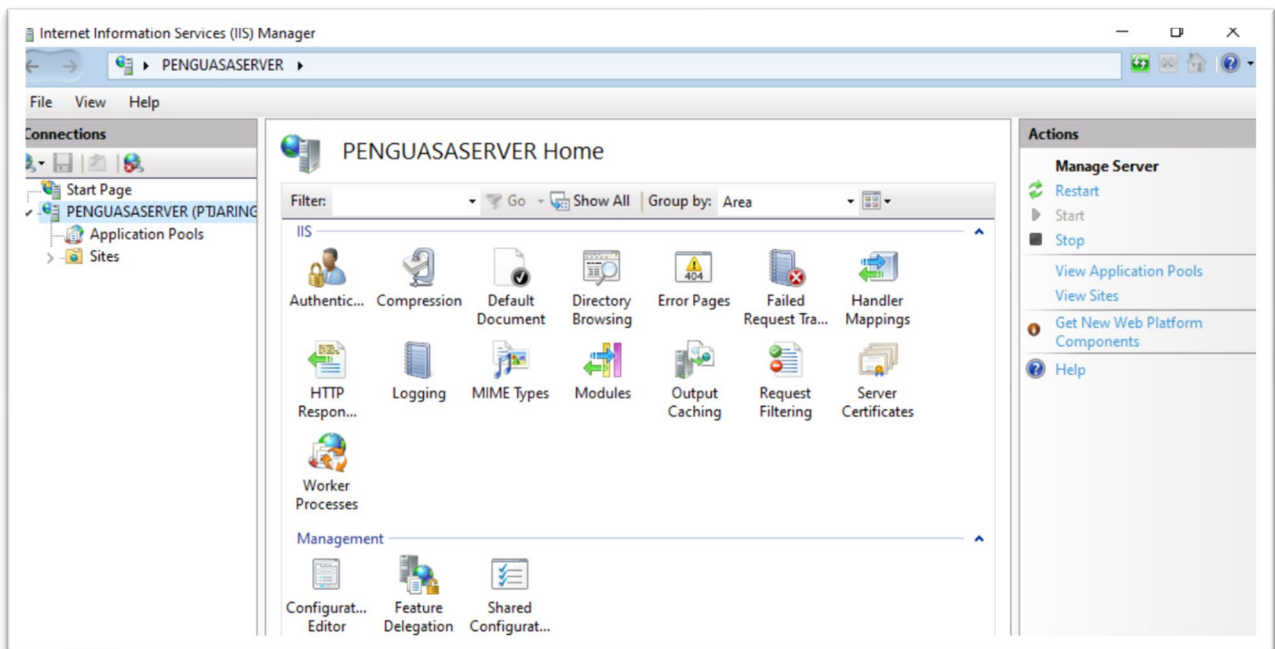 Internet Information Services (IIS) Manager
PENGUASASERVER
File View Help
Connections
Start Page
PENGUASASERVER (PTJARING
Application Pools
Sites
PENGUASASERVER Home
Filter: Go Show All Group by: Area
IIS
Authentic... Compression Default Document Directory Browsing Error Pages Failed Request Tra... Handler Mappings
HTTP Respon... Logging MIME Types Modules Output Caching Request Filtering Server Certificates
Worker Processes
Management
Configurat... Editor Feature Delegation Shared Configurat...
Actions
Manage Server
Restart
Start
Stop
View Application Pools
View Sites
Get New Web Platform
Components
Help